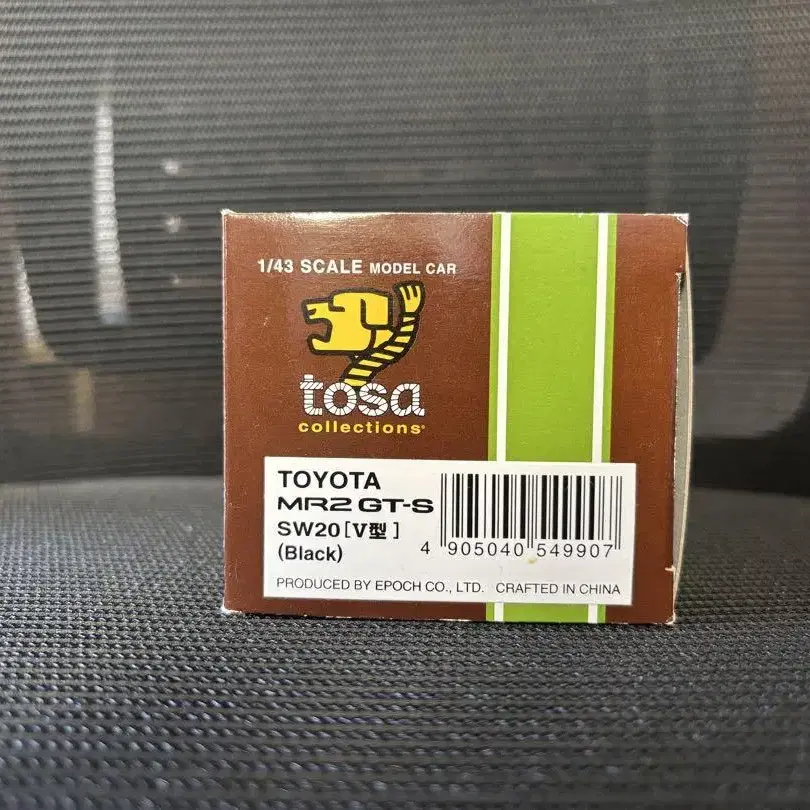 1/43 SCALE MODEL CAR
tosa
collections
TOYOTA
MR2 GT-S
SW20[V型]
(Black)
4 905040 549907
PRODUCED BY EPOCH CO., LTD. CRAFTED IN CHINA